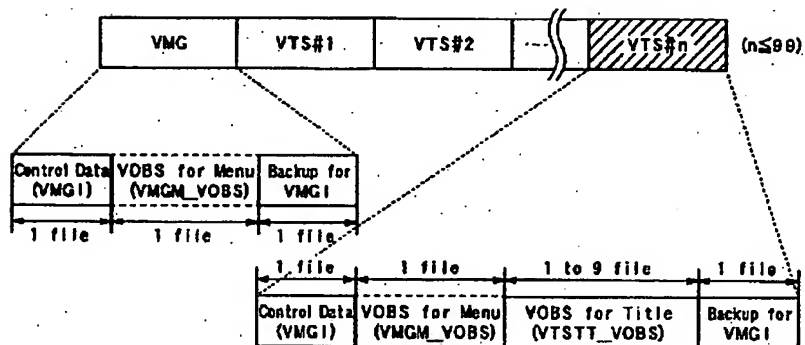 VMG VTS#1 VTS#2 ---- VTS#n (n≦99)
Control Data VOBS for Menu Backup for
(VMGI) (VMGM_VOBS) VMGI
1 file 1 file 1 file
1 file 1 file 1 to 9 file 1 file
Control Data VOBS for Menu VOBS for Title Backup for
(VMGI) (VMGM_VOBS) (VTSTT_VOBS) VMGI